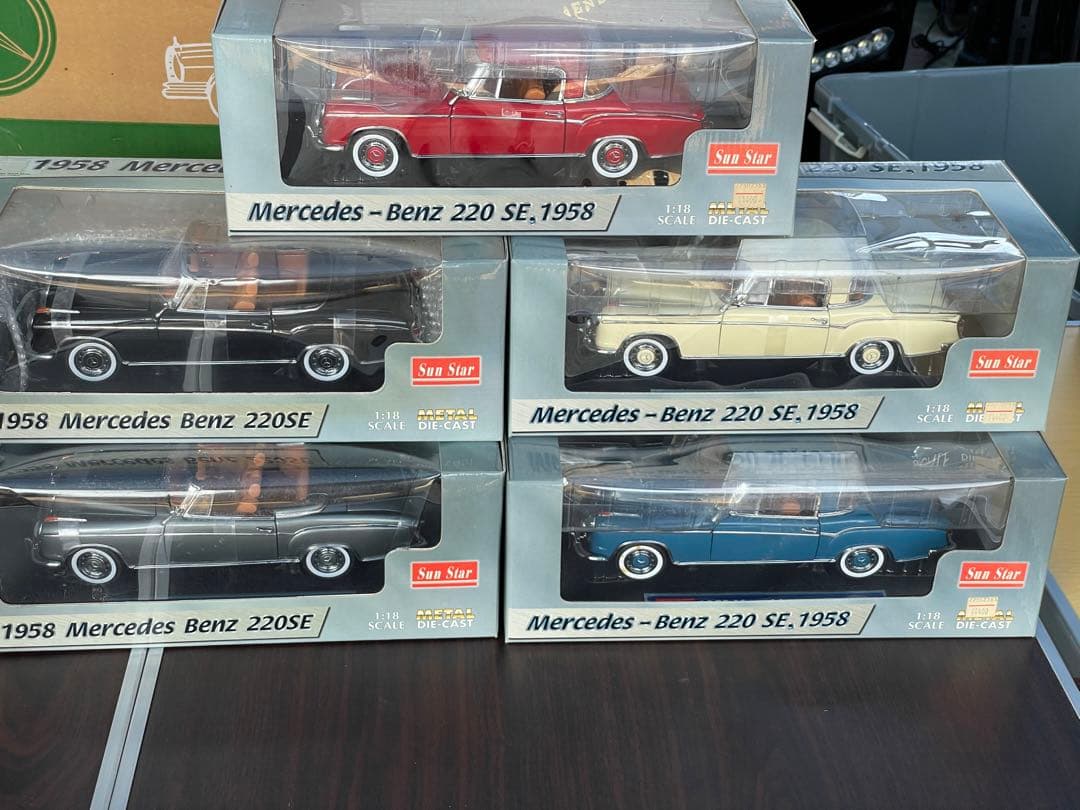 Mercedes – Benz 220 SE, 1958
1:18
SCALE
METAL
DIE-CAST
Sun Star
1958 Merce
220 SE, 1958
1958 Mercedes Benz 220SE
1:18
SCALE
METAL
DIE-CAST
Sun Star
Mercedes – Benz 220 SE, 1958
1:18
SCALE
DIE-CAST
Sun Star
1958 Mercedes Benz 220SE
1:18
SCALE
METAL
DIE-CAST
Sun Star
Mercedes – Benz 220 SE, 1958
1:18
SCALE
DIE-CAST
Sun Star